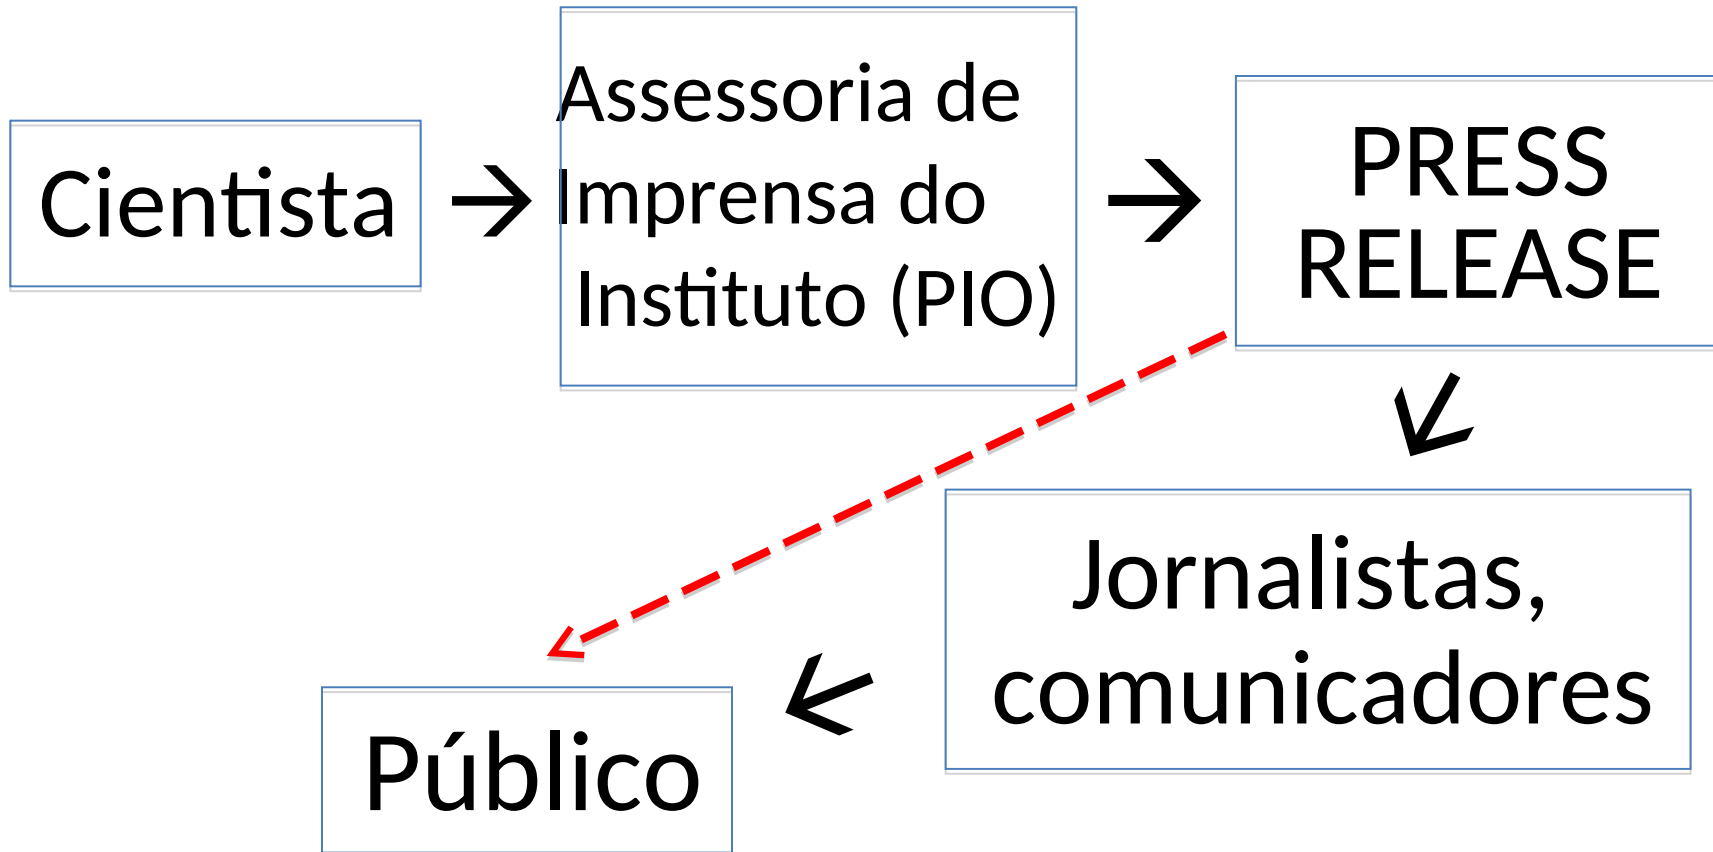 Cientista
Assessoria de
Imprensa do
Instituto (PIO)
PRESS
RELEASE
Jornalistas,
comunicadores
Público